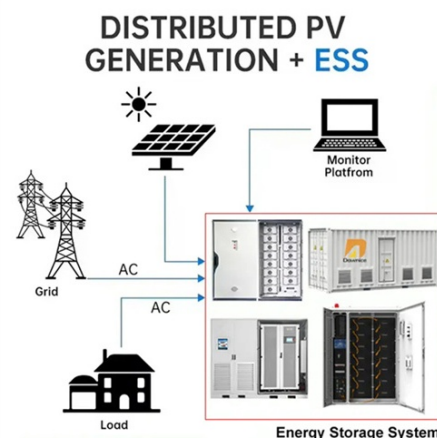 DISTRIBUTED PV
GENERATION + ESS
Monitor
Platfrom
AC
Grid
AC
Load
Energy Storage System